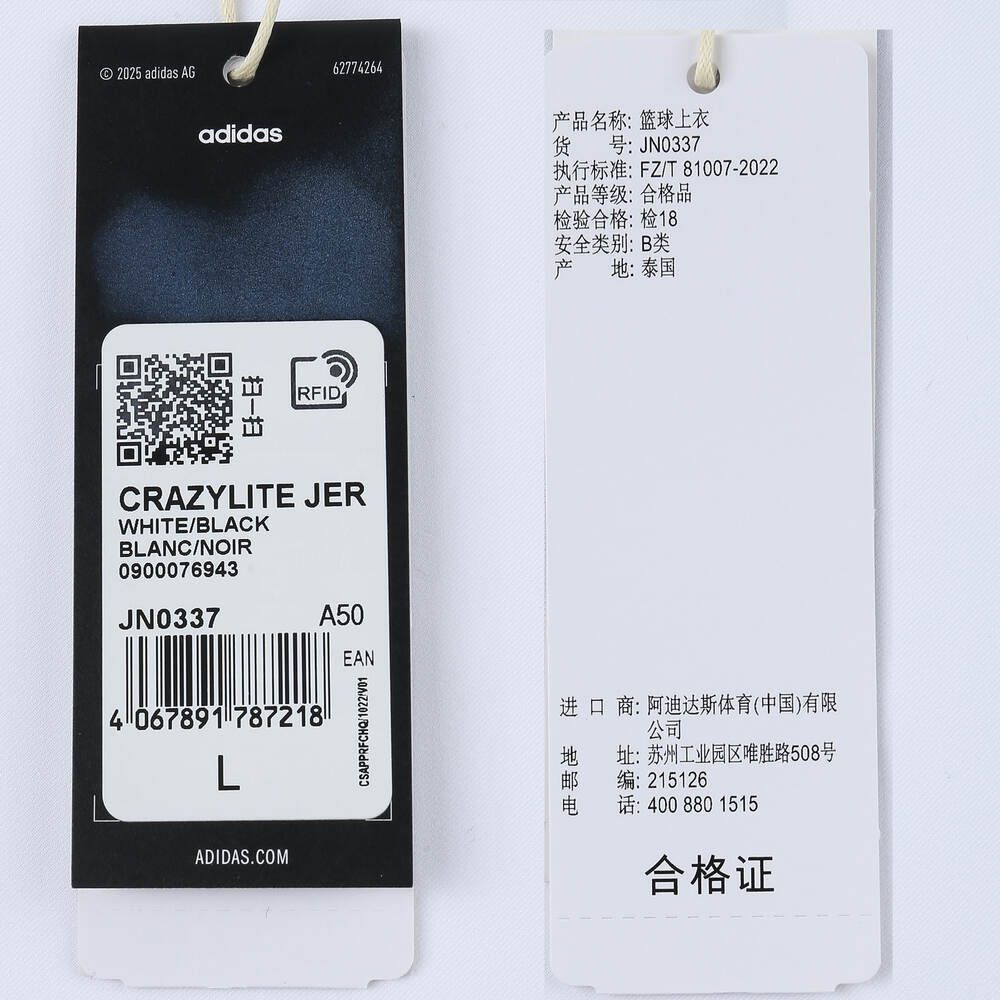 © 2025 adidas AG
62774264
adidas
扫一扫
RFID
CRAZYLITE JER
WHITE/BLACK
BLANC/NOIR
0900076943
JN0337
A50
EAN
4 067891 787218
CSAPPRFCHQ/1022/V01
L
ADIDAS.COM
产品名称: 篮球上衣
货 号: JN0337
执行标准: FZ/T 81007-2022
产品等级: 合格品
检验合格: 检18
安全类别: B类
产 地: 泰国
进 口 商: 阿迪达斯体育(中国)有限
公司
地 址: 苏州工业园区唯胜路508号
邮 编: 215126
电 话: 400 880 1515
合格证